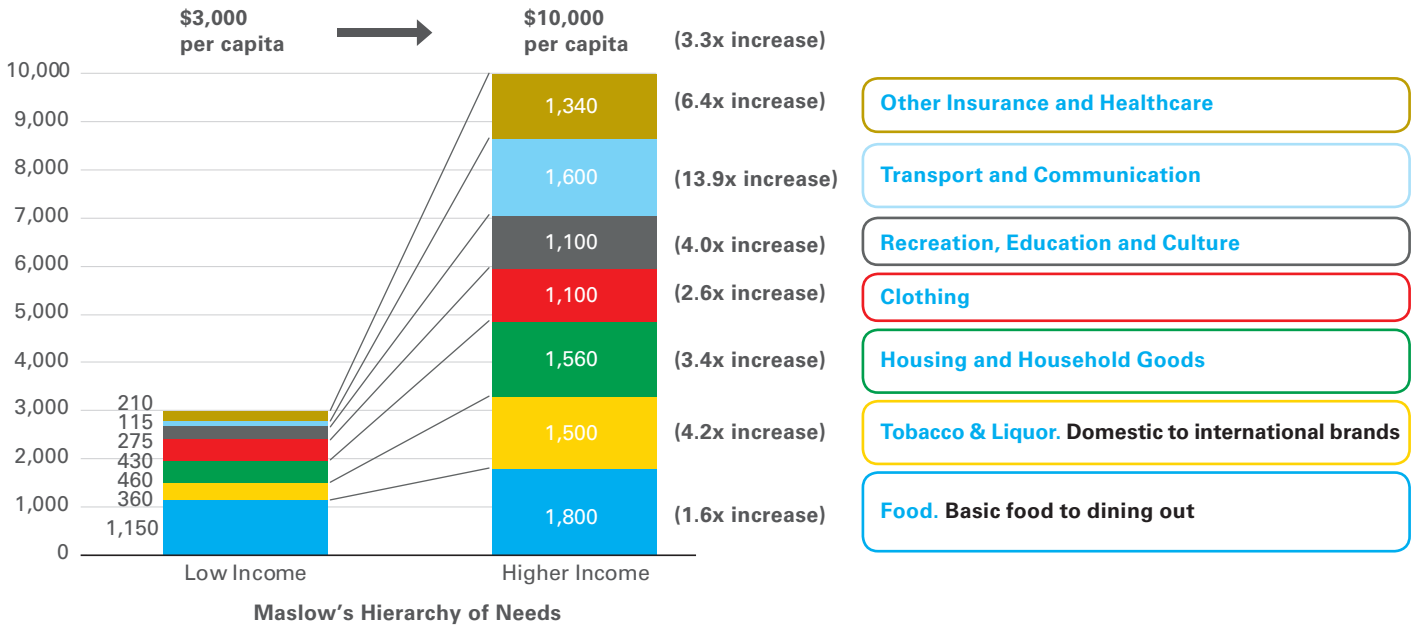 $3,000
per capita
$10,000
per capita
(3.3x increase)
10,000
9,000
8,000
7,000
6,000
5,000
4,000
3,000
2,000
1,000
0
210
115
275
430
460
360
1,150
1,340
1,600
1,100
1,100
1,560
1,500
1,800
(6.4x increase)
(13.9x increase)
(4.0x increase)
(2.6x increase)
(3.4x increase)
(4.2x increase)
(1.6x increase)
Other Insurance and Healthcare
Transport and Communication
Recreation, Education and Culture
Clothing
Housing and Household Goods
Tobacco & Liquor. Domestic to international brands
Food. Basic food to dining out
Low Income
Higher Income
Maslow's Hierarchy of Needs